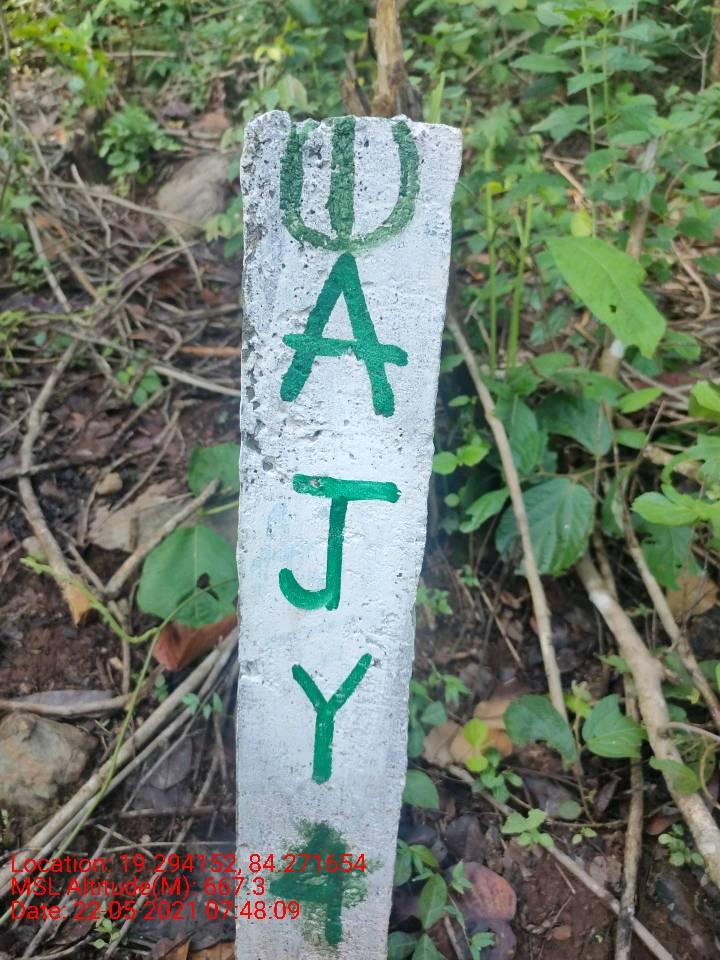 Ψ
A
J
Y
4
Location: 19.294152, 84.271654
MSL Altitude(M): 667.3
Date: 22-05-2021 07:48:09